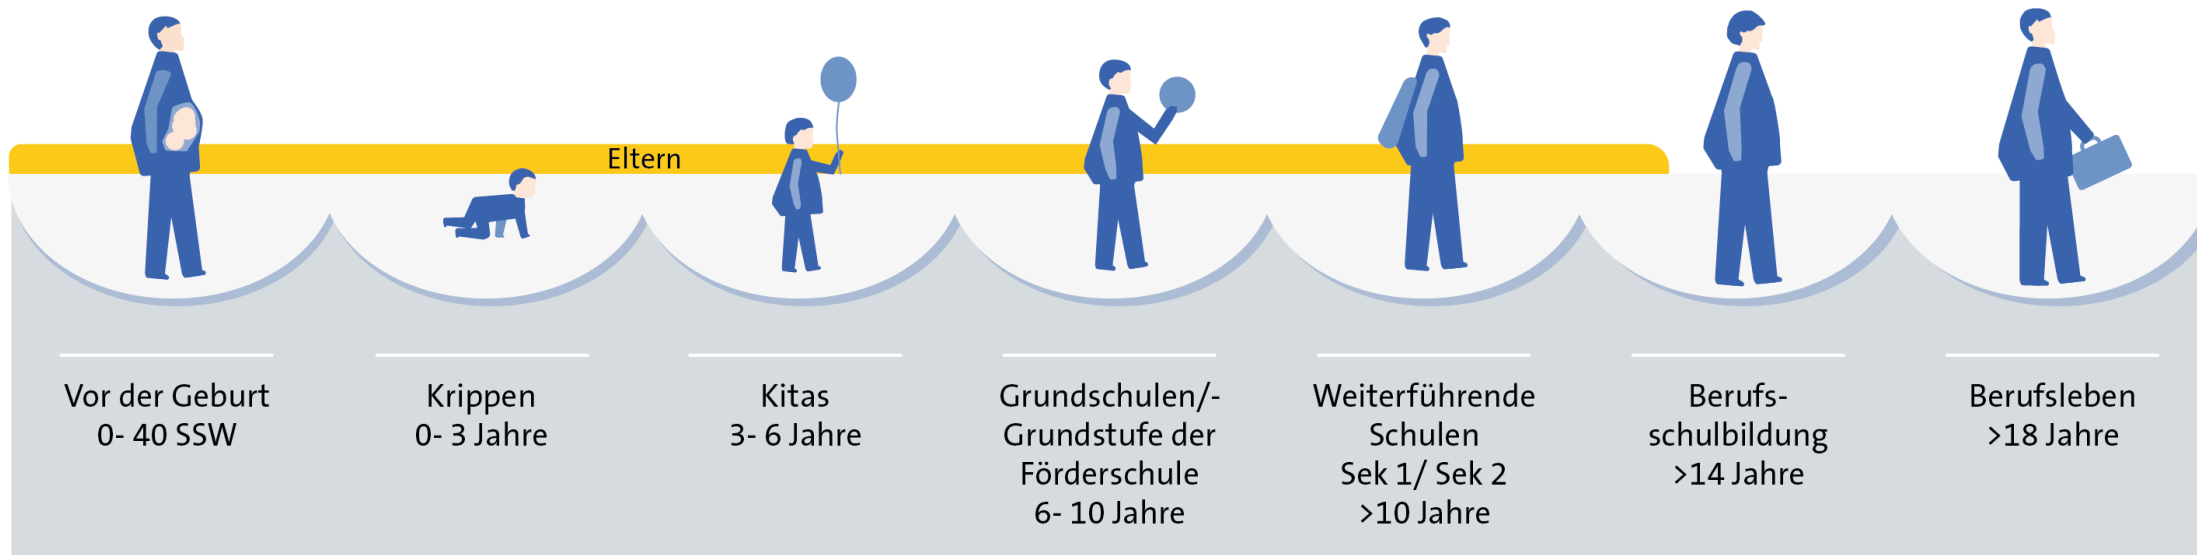 Eltern
Vor der Geburt
0- 40 SSW
Krippen
0- 3 Jahre
Kitas
3- 6 Jahre
Grundschulen/-
Grundstufe der
Förderschule
6- 10 Jahre
Weiterführende
Schulen
Sek 1/ Sek 2
>10 Jahre
Berufs-
schulbildung
>14 Jahre
Berufsleben
>18 Jahre